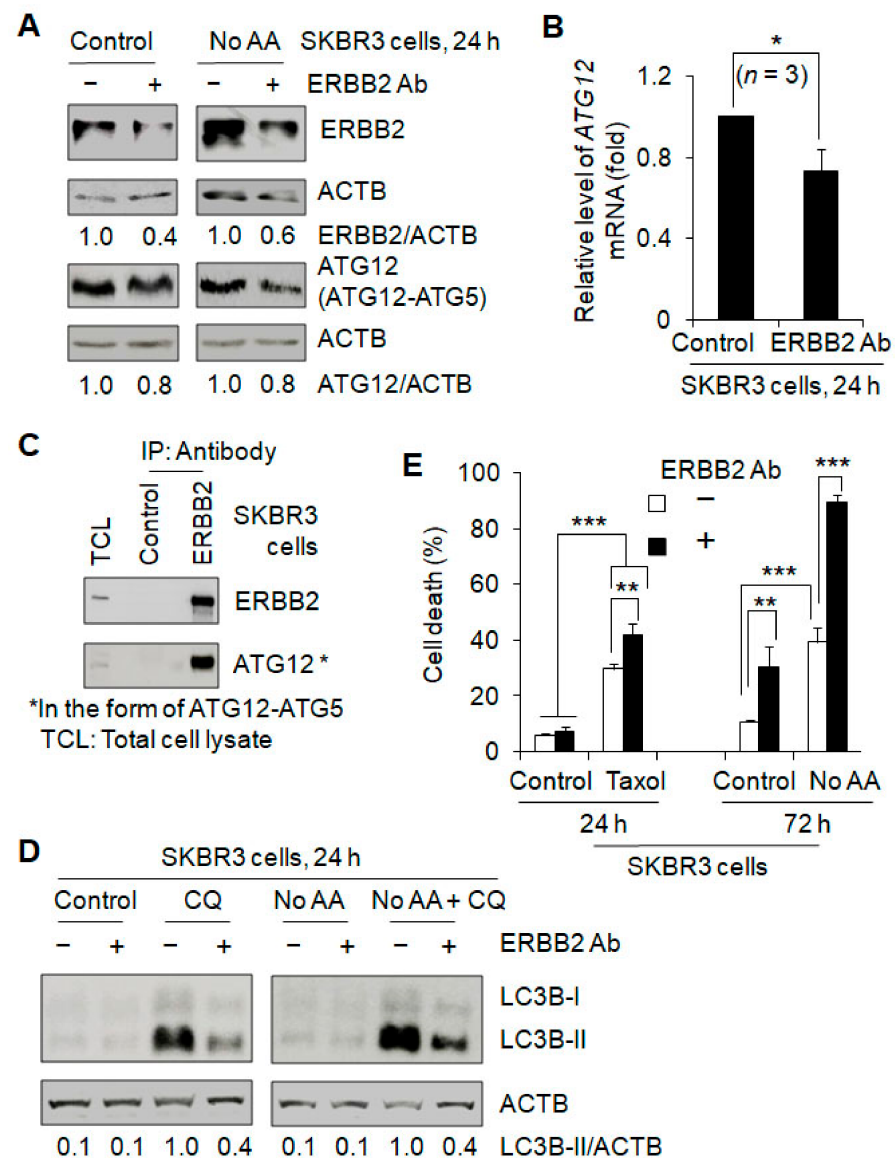 A
Control No AA SKBR3 cells, 24 h
− + − + ERBB2 Ab
ERBB2
ACTB
1.0 0.4 1.0 0.6 ERBB2/ACTB
ATG12
(ATG12-ATG5)
ACTB
1.0 0.8 1.0 0.8 ATG12/ACTB
B
*
(n = 3)
Relative level of ATG12
mRNA (fold)
1.2
0.8
0.4
0
Control ERBB2 Ab
SKBR3 cells, 24 h
C
IP: Antibody
TCL Control ERBB2
SKBR3
cells
ERBB2
ATG12 *
*In the form of ATG12-ATG5
TCL: Total cell lysate
E
ERBB2 Ab
−
+
Cell death (%)
100
80
60
40
20
0
*** ** *** ** ***
Control Taxol Control No AA
24 h 72 h
SKBR3 cells
D
SKBR3 cells, 24 h
Control CQ No AA No AA + CQ
− + − + − + − + ERBB2 Ab
LC3B-I
LC3B-II
ACTB
0.1 0.1 1.0 0.4 0.1 0.1 1.0 0.4 LC3B-II/ACTB